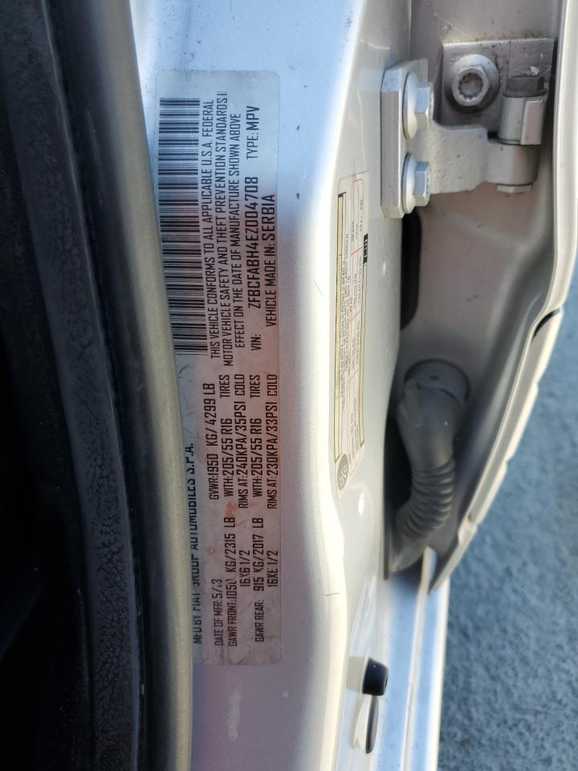 MFD BY FIAT GROUP AUTOMOBILES S.P.A.
DATE OF MFR: 5/13 GVWR:1950 KG/4299 LB
GAWR FRONT:1050 KG/2315 LB WITH:205/55 R16 TIRES
16X6 1/2 RIMS AT:240KPA/35PSI COLD
GAWR REAR: 915 KG/2017 LB WITH:205/55 R16 TIRES
16X6 1/2 RIMS AT:230KPA/33PSI COLD
THIS VEHICLE CONFORMS TO ALL APPLICABLE U.S.A. FEDERAL
MOTOR VEHICLE SAFETY AND THEFT PREVENTION STANDARDS IN
EFFECT ON THE DATE OF MANUFACTURE SHOWN ABOVE
VIN: ZFBCFABH4EZ004708 TYPE: MPV
VEHICLE MADE IN: SERBIA